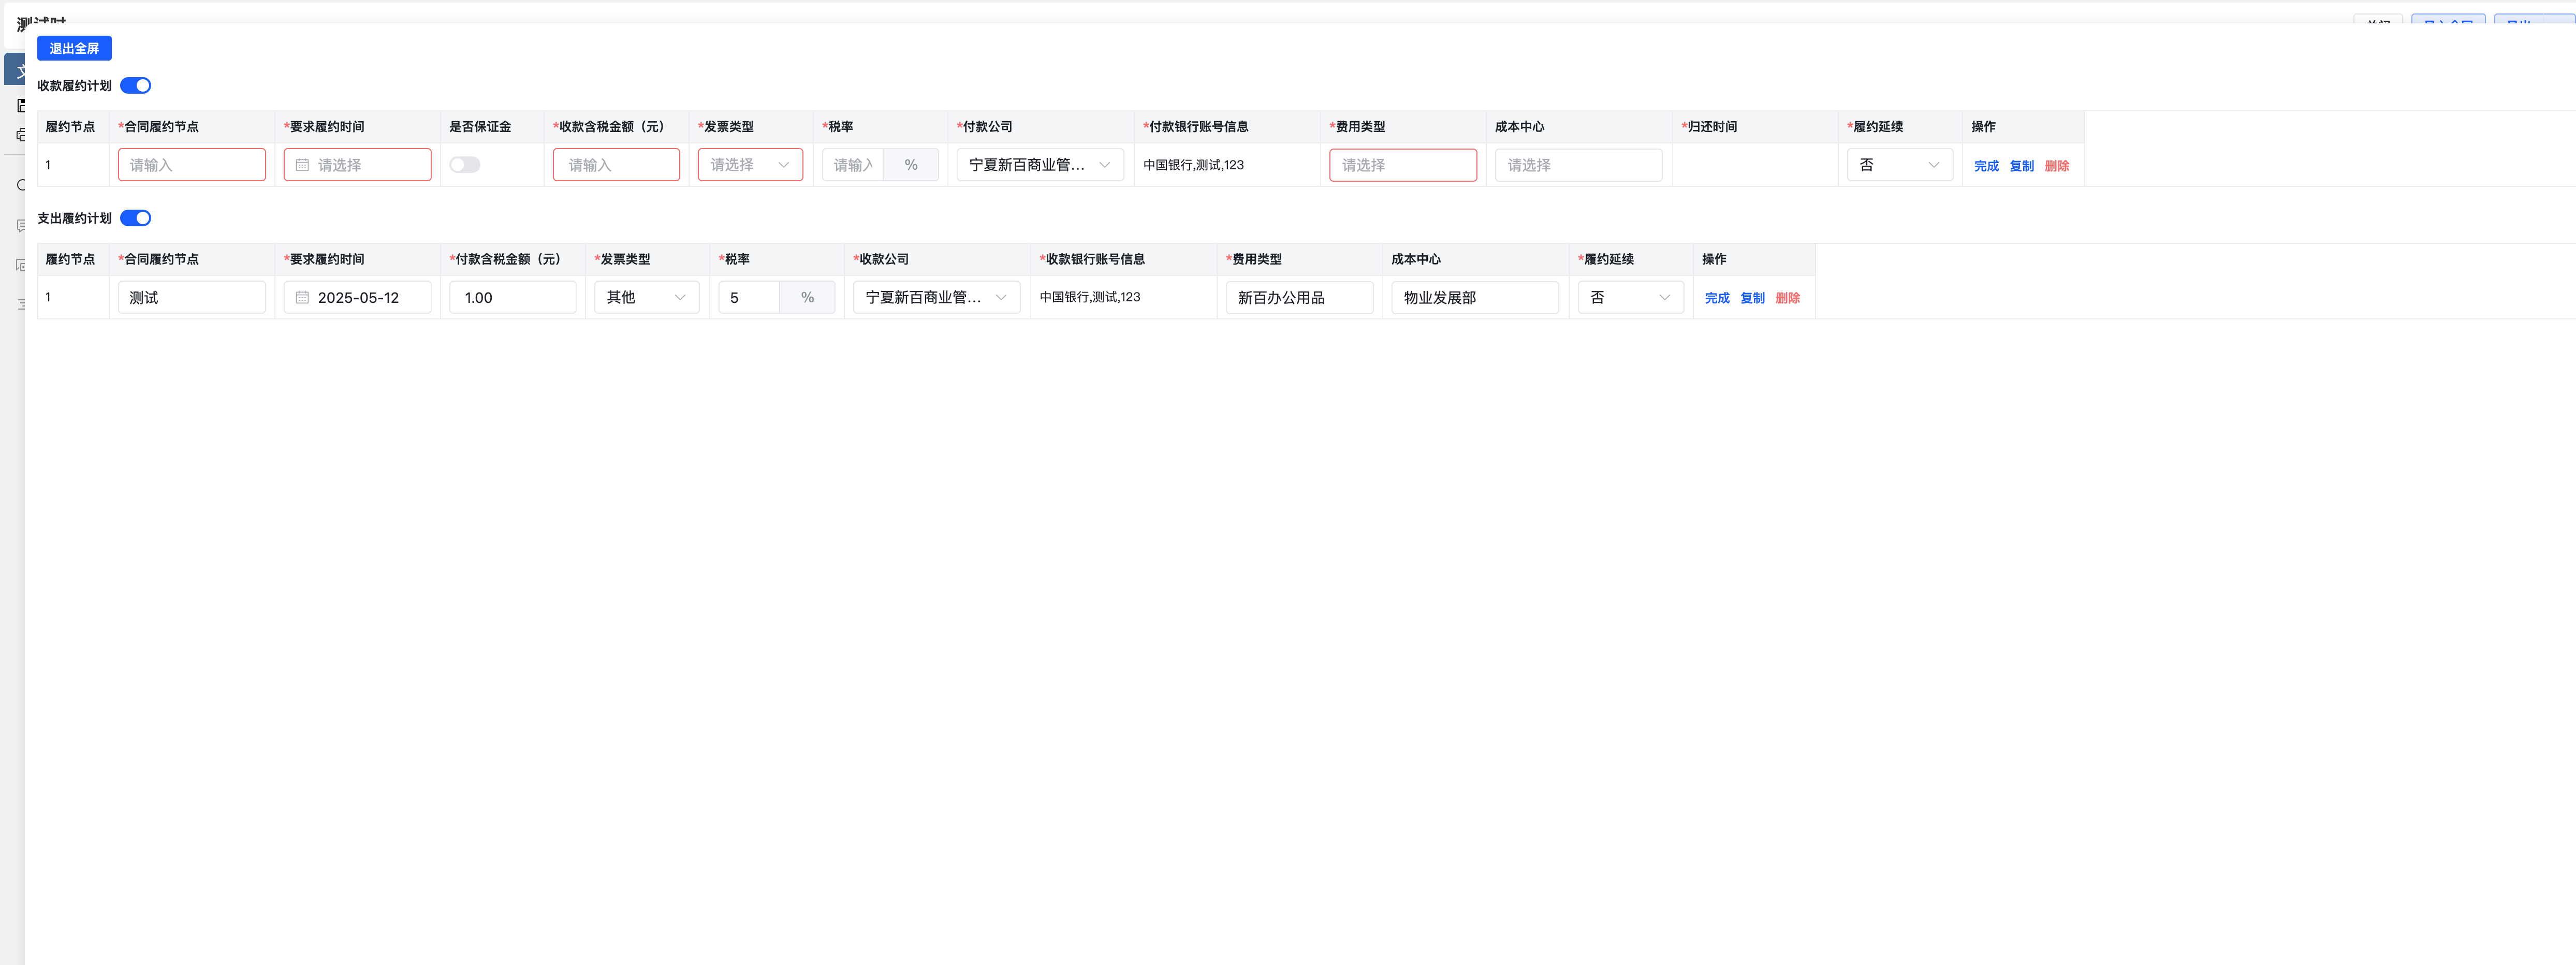 退出全屏
收款履约计划
履约节点 *合同履约节点 *要求履约时间 是否保证金 *收款含税金额（元） *发票类型 *税率 *付款公司 *付款银行账号信息 *费用类型 成本中心 *归还时间 *履约延续 操作
1 请输入 请选择 请输入 请选择 请输入 % 宁夏新百商业管... 中国银行,测试,123 请选择 请选择 否 完成 复制 删除
支出履约计划
履约节点 *合同履约节点 *要求履约时间 *付款含税金额（元） *发票类型 *税率 *收款公司 *收款银行账号信息 *费用类型 成本中心 *履约延续 操作
1 测试 2025-05-12 1.00 其他 5 % 宁夏新百商业管... 中国银行,测试,123 新百办公用品 物业发展部 否 完成 复制 删除